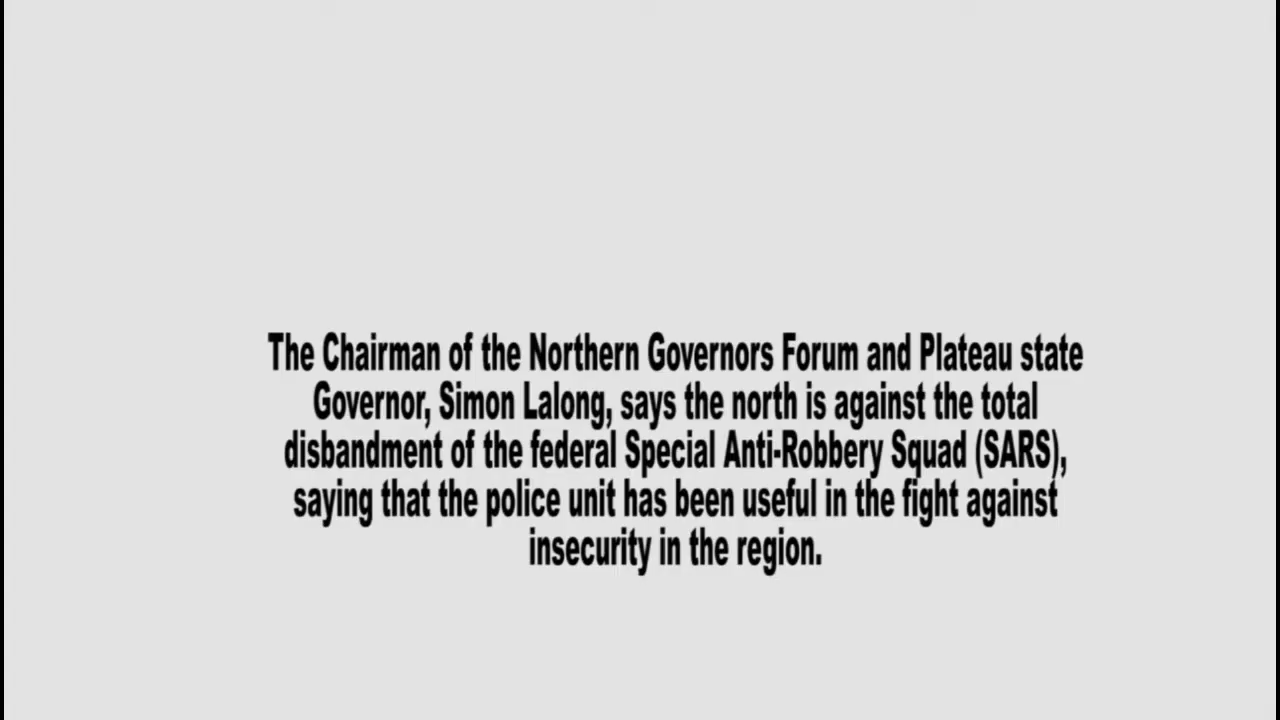 The Chairman of the Northern Governors Forum and Plateau state
Governor, Simon Lalong, says the north is against the total
disbandment of the federal Special Anti-Robbery Squad (SARS),
saying that the police unit has been useful in the fight against
insecurity in the region.